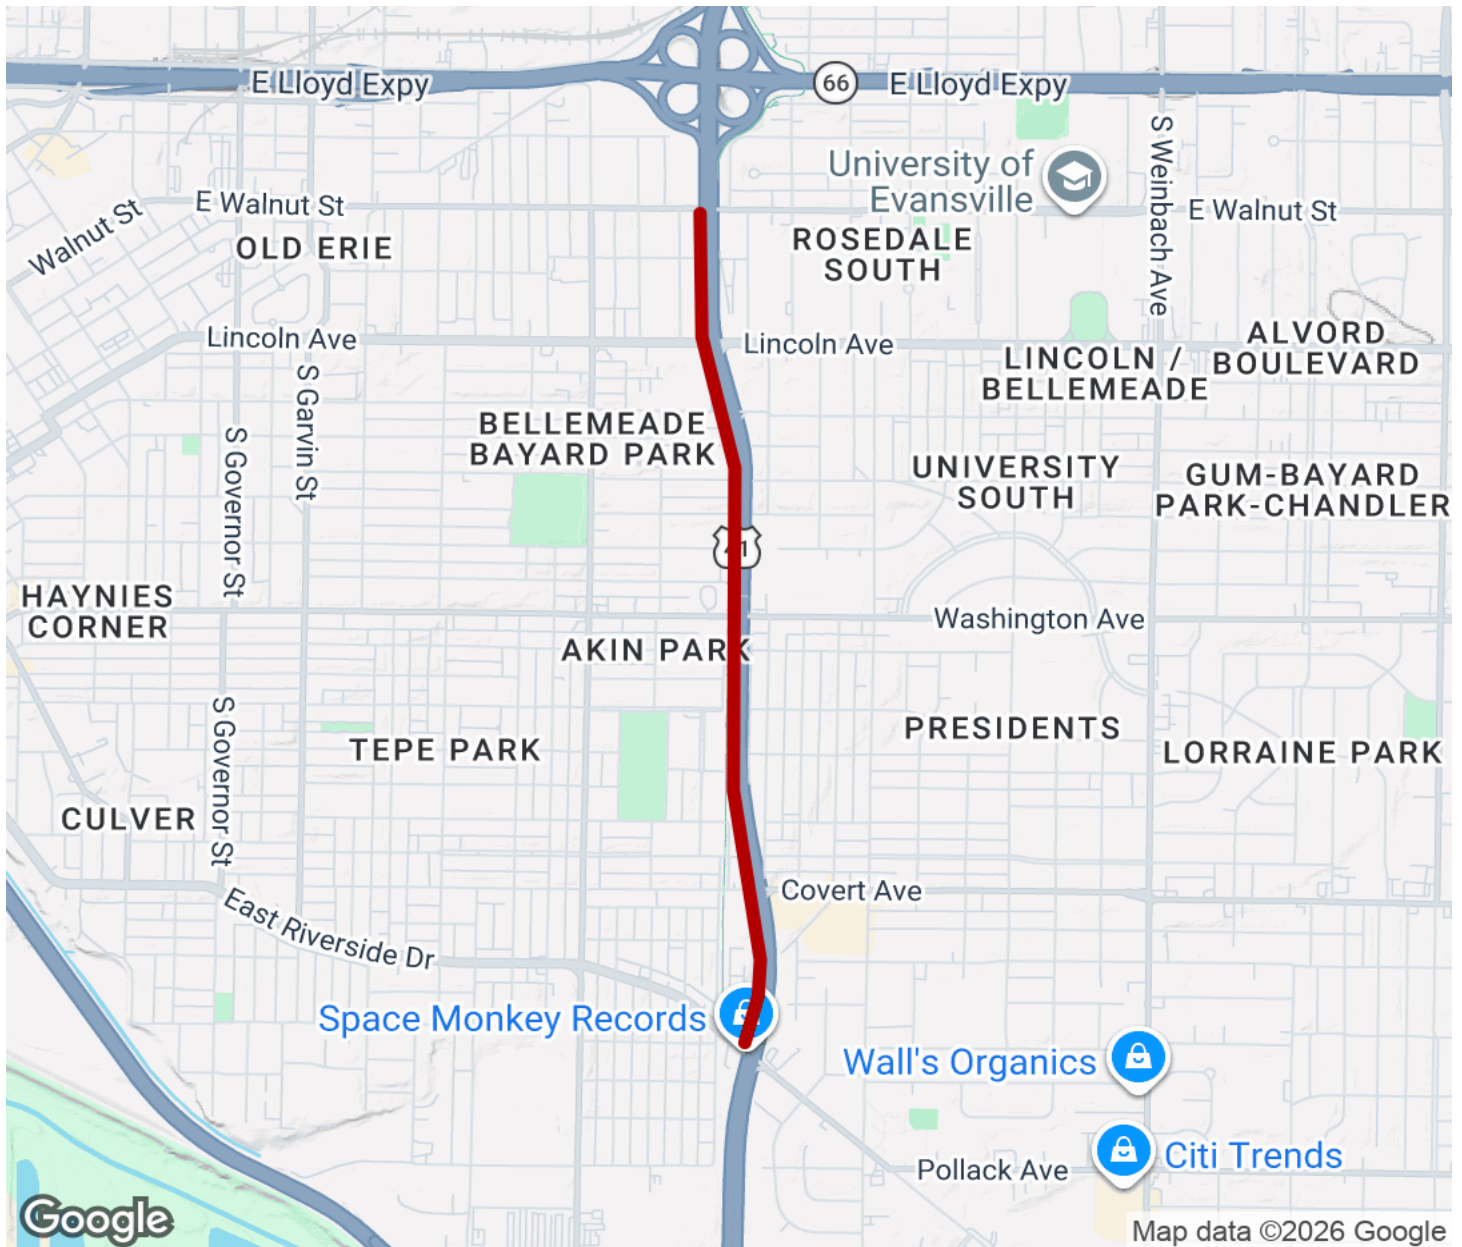 E Lloyd Expy
66
E Lloyd Expy
S Weinbach Ave
University of
Evansville
Walnut St
E Walnut St
E Walnut St
OLD ERIE
ROSEDALE
SOUTH
Lincoln Ave
Lincoln Ave
ALVORD
BOULEVARD
LINCOLN /
BELLEMEADE
S Garvin St
S Governor St
BELLEMEADE
BAYARD PARK
UNIVERSITY
SOUTH
GUM-BAYARD
PARK-CHANDLER
41
HAYNIES
CORNER
Washington Ave
AKIN PARK
S Governor St
PRESIDENTS
TEPE PARK
LORRAINE PARK
CULVER
Covert Ave
East Riverside Dr
Space Monkey Records
Wall's Organics
Citi Trends
Pollack Ave
Google
Map data ©2026 Google